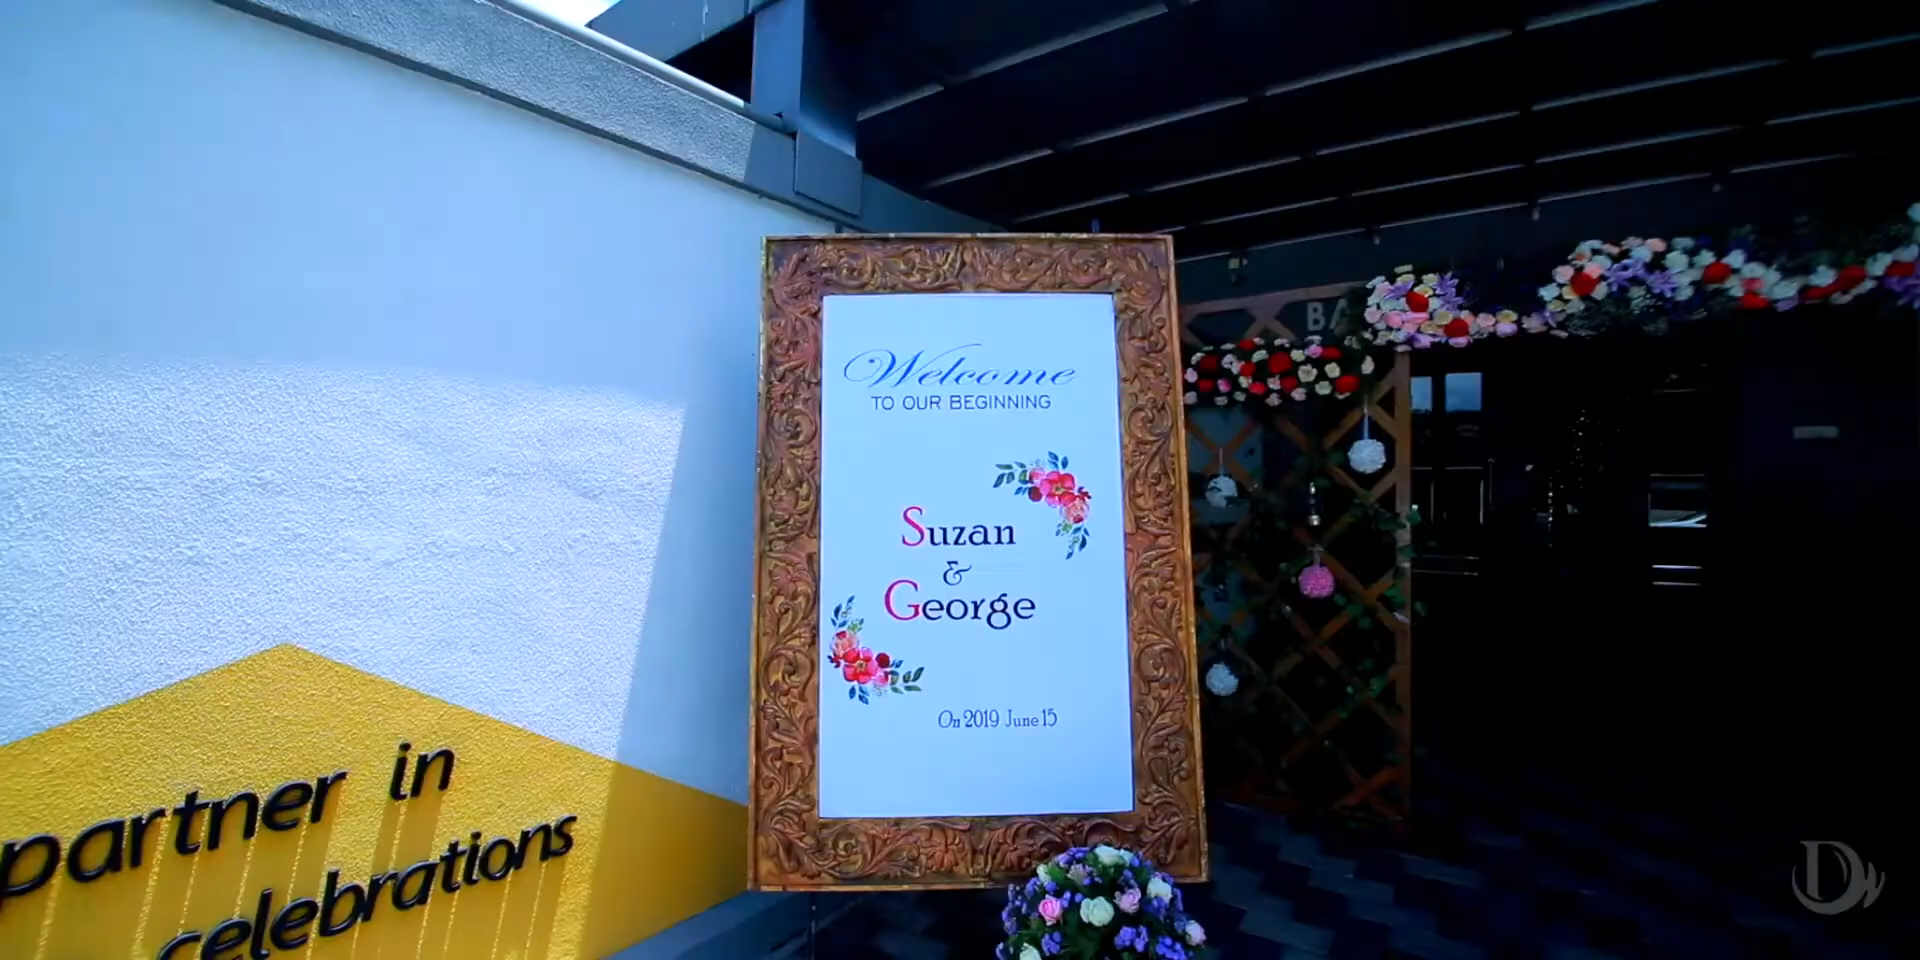 partner in
celebrations
Welcome
TO OUR BEGINNING
Suzan
&
George
On 2019 June 15